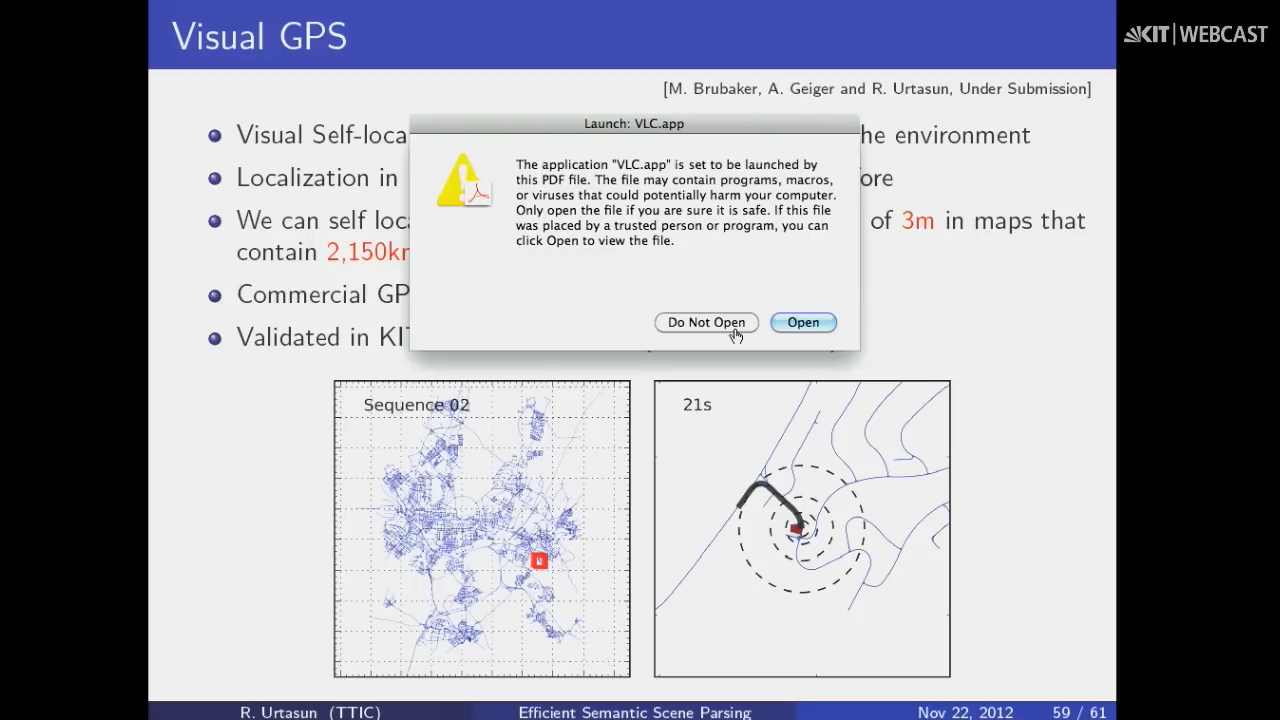 Visual GPS
KIT WEBCAST
[M. Brubaker, A. Geiger and R. Urtasun, Under Submission]
Launch: VLC.app
The application "VLC.app" is set to be launched by
this PDF file. The file may contain programs, macros,
or viruses that could potentially harm your computer.
Only open the file if you are sure it is safe. If this file
was placed by a trusted person or program, you can
click Open to view the file.
Do Not Open
Open
Visual Self-loca
he environment
Localization in
ore
We can self loc
of 3m in maps that
contain 2,150k
Commercial GP
Validated in KI
Sequence 02
21s
R. Urtasun (TTIC)
Efficient Semantic Scene Parsing
Nov 22, 2012
59 / 61